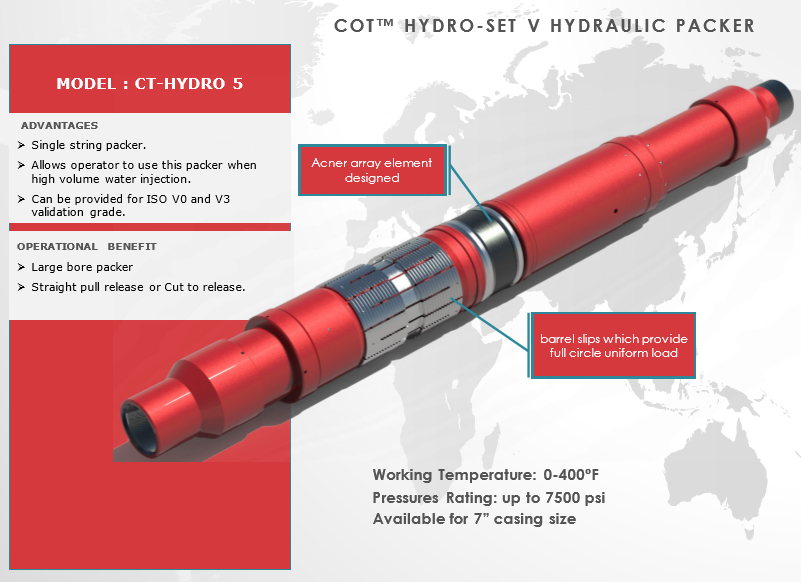 COT™ HYDRO-SET V HYDRAULIC PACKER
MODEL : CT-HYDRO 5
ADVANTAGES
➢ Single string packer.
➢ Allows operator to use this packer when
high volume water injection.
➢ Can be provided for ISO V0 and V3
validation grade.
OPERATIONAL BENEFIT
➢ Large bore packer
➢ Straight pull release or Cut to release.
Acner array element
designed
barrel slips which provide
full circle uniform load
Working Temperature: 0-400°F
Pressures Rating: up to 7500 psi
Available for 7” casing size